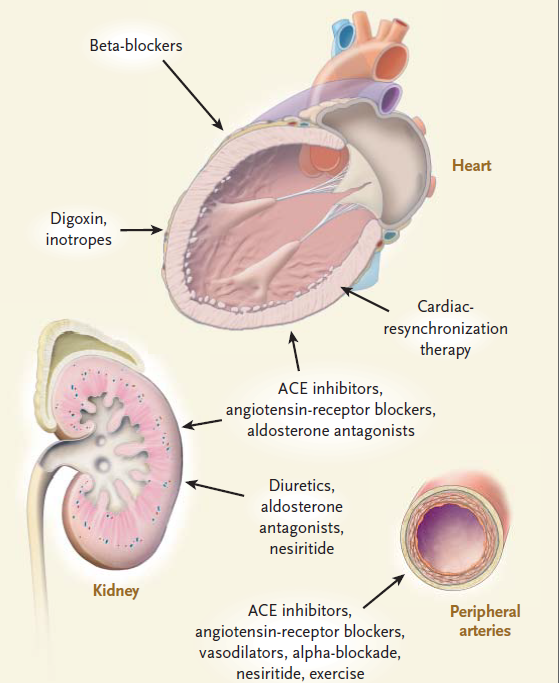 Beta-blockers
Heart
Digoxin,
inotropes
Cardiac-
resynchronization
therapy
ACE inhibitors,
angiotensin-receptor blockers,
aldosterone antagonists
Diuretics,
aldosterone
antagonists,
nesiritide
Kidney
Peripheral
arteries
ACE inhibitors,
angiotensin-receptor blockers,
vasodilators, alpha-blockade,
nesiritide, exercise